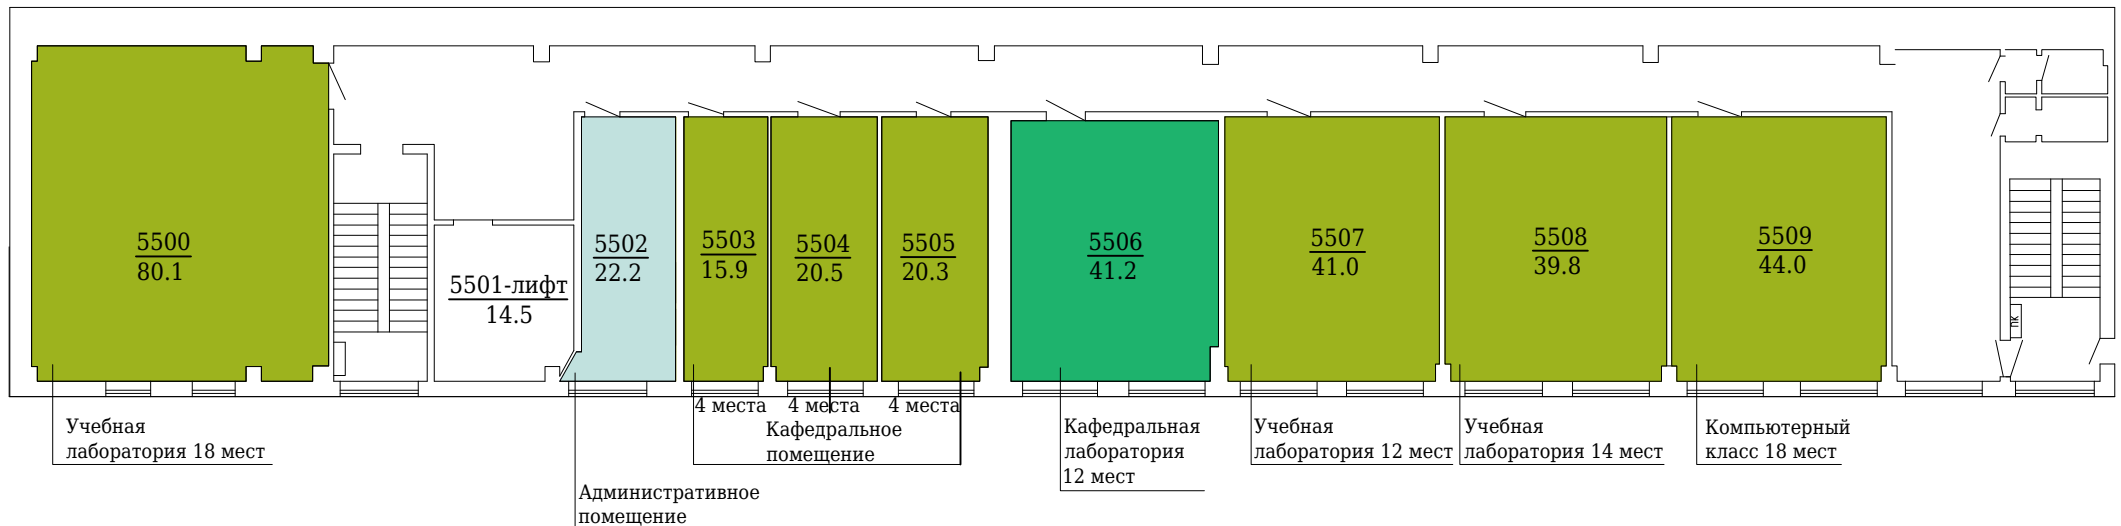 5500
80.1
5501-лифт
14.5
5502
22.2
5503
15.9
5504
20.5
5505
20.3
5506
41.2
5507
41.0
5508
39.8
5509
44.0
ПК
4 места
4 места
4 места
Учебная
лаборатория 18 мест
Кафедральное
помещение
Кафедральная
лаборатория
12 мест
Учебная
лаборатория 12 мест
Учебная
лаборатория 14 мест
Компьютерный
класс 18 мест
Административное
помещение